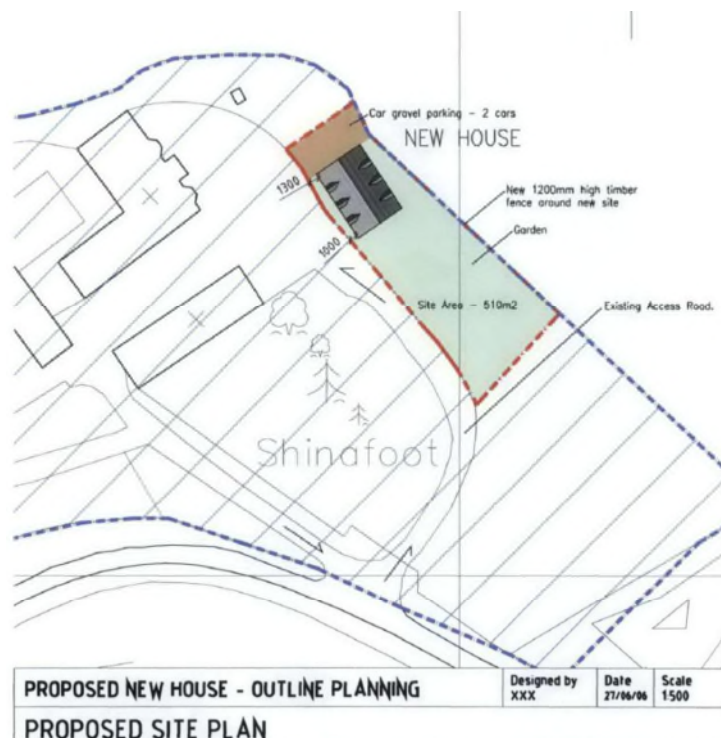 Car gravel parking - 2 cars
NEW HOUSE
1300
New 1200mm high timber
fence around new site
Garden
1000
Site Area - 510m2
Existing Access Road.
Shinafoot
PROPOSED NEW HOUSE - OUTLINE PLANNING
Designed by
XXX
Date
27/06/06
Scale
1:500
PROPOSED SITE PLAN